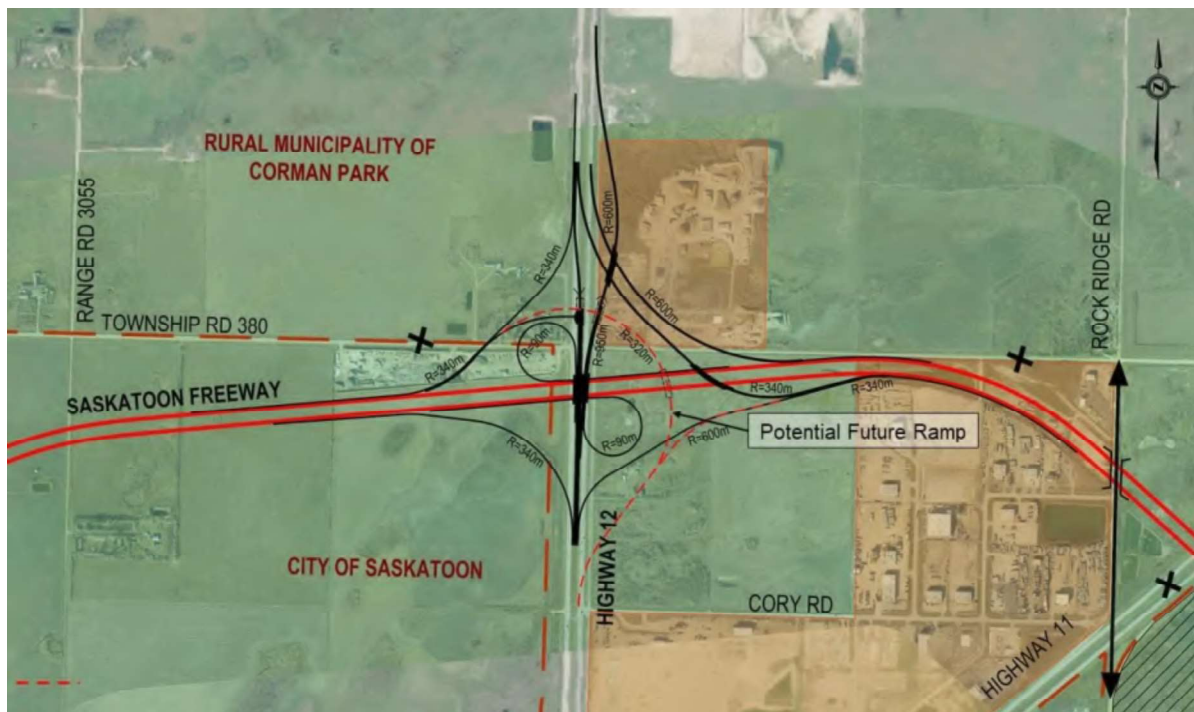 RURAL MUNICIPALITY OF
CORMAN PARK
RANGE RD 3055
ROCK RIDGE RD
R=600m
R=340m
R=600m
TOWNSHIP RD 380
R=90m
R=950m
R=320m
R=340m
R=340m
R=340m
SASKATOON FREEWAY
R=600m
Potential Future Ramp
R=90m
R=340m
HIGHWAY 12
CITY OF SASKATOON
CORY RD
HIGHWAY 11